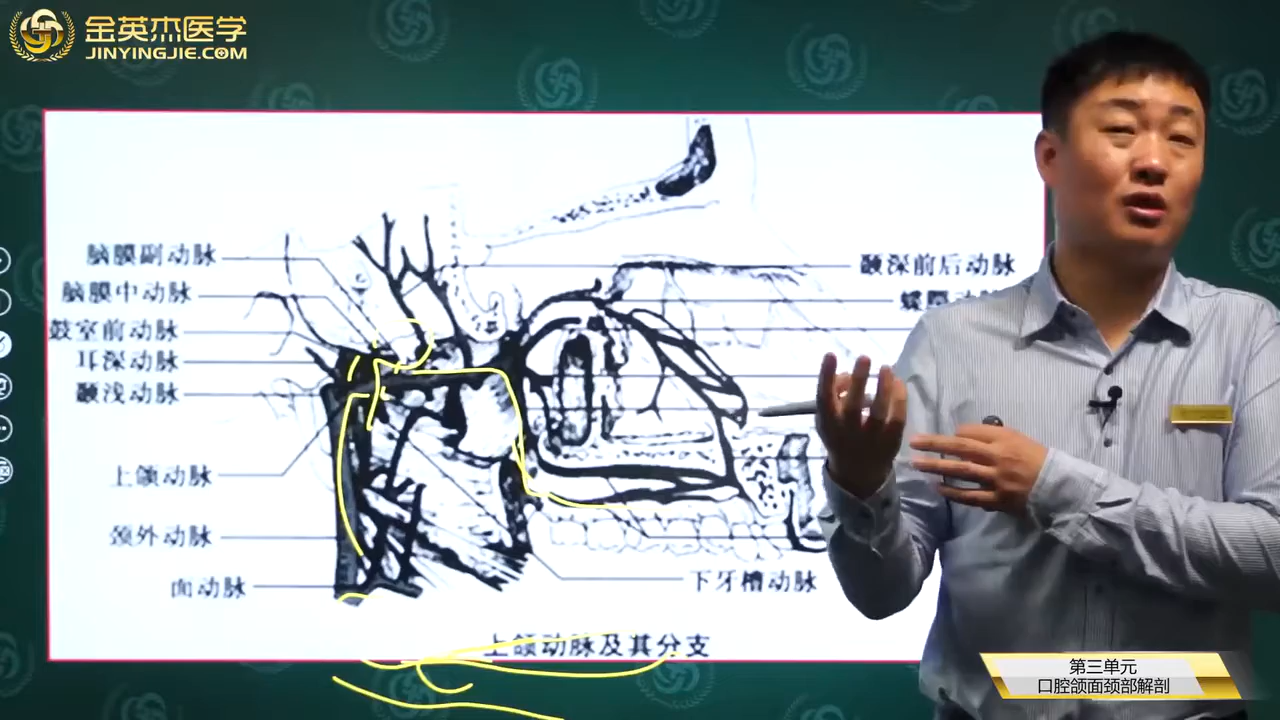 金英杰医学
JINYINGJIE.COM
脑膜副动脉
脑膜中动脉
鼓室前动脉
耳深动脉
颞浅动脉
上颌动脉
颈外动脉
面动脉
颞深前后动脉
下牙槽动脉
上颌动脉及其分支
第三单元
口腔颌面颈部解剖